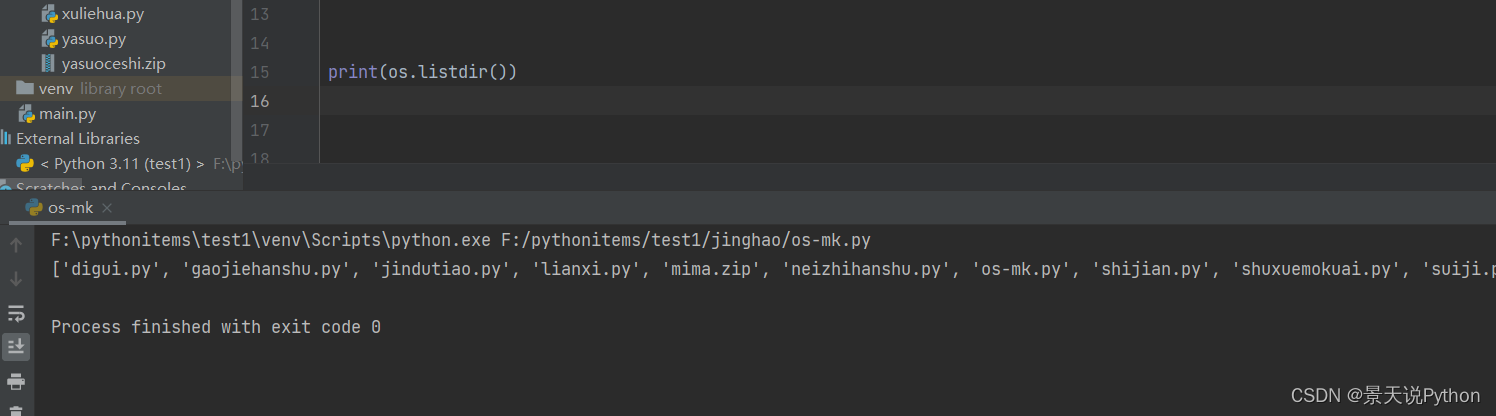 xuliehua.py
yasuo.py
yasuoceshi.zip
venv library root
main.py
External Libraries
< Python 3.11 (test1) > F:\py
Scratches and Consoles
13
14
15 print(os.listdir())
16
17
18
os-mk
F:\pythonitems\test1\venv\Scripts\python.exe F:/pythonitems/test1/jinghao/os-mk.py
['digui.py', 'gaojiehanshu.py', 'jindutiao.py', 'lianxi.py', 'mima.zip', 'neizhihanshu.py', 'os-mk.py', 'shijian.py', 'shuxuemokuai.py', 'suiji.p
Process finished with exit code 0
CSDN @景天说Python